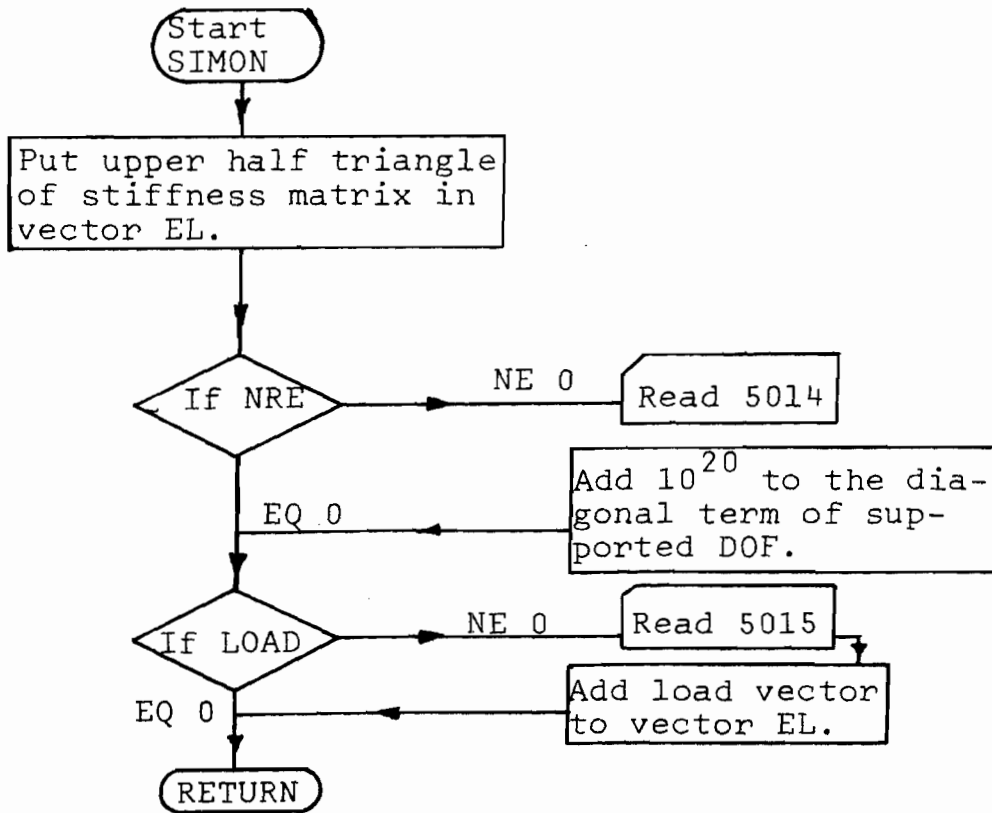 Start
SIMON
Put upper half triangle
of stiffness matrix in
vector EL.
If NRE
NE 0
Read 5014
Add 10^20 to the dia-
gonal term of sup-
ported DOF.
EQ 0
If LOAD
NE 0
Read 5015
Add load vector
to vector EL.
EQ 0
RETURN